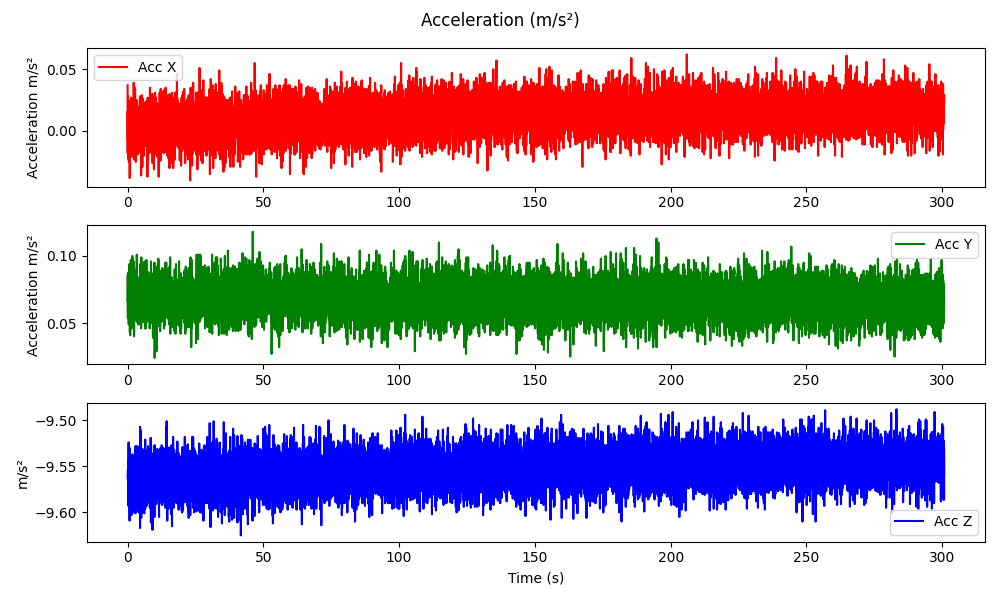 Acceleration (m/s²)
Acceleration m/s²
0.05
0.00
Acc X
0 50 100 150 200 250 300
Acceleration m/s²
0.10
0.05
Acc Y
0 50 100 150 200 250 300
m/s²
−9.50
−9.55
−9.60
Acc Z
0 50 100 150 200 250 300
Time (s)